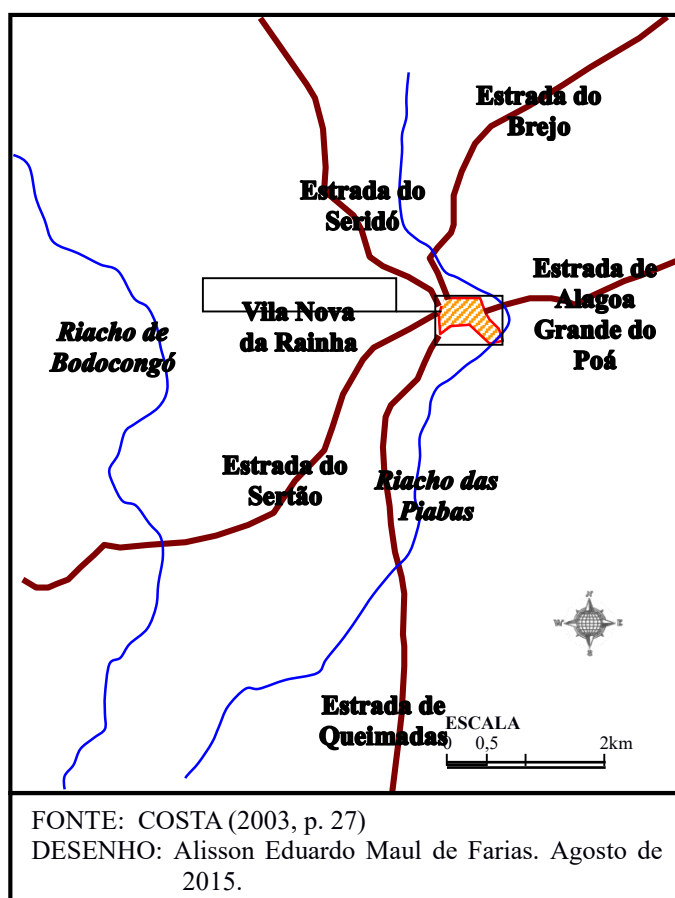 Estrada do
Brejo
Estrada do
Seridó
Estrada de
Alagoa
Grande do
Poá
Vila Nova
da Rainha
Riacho de
Bodocongó
Estrada do
Sertão
Riacho das
Piabas
N
W E
S
Estrada de
Queimadas
ESCALA
0 0,5 2km
FONTE: COSTA (2003, p. 27)
DESENHO: Alisson Eduardo Maul de Farias. Agosto de
2015.